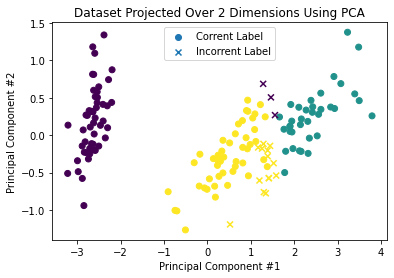 Dataset Projected Over 2 Dimensions Using PCA
Corrent Label
Incorrent Label
Principal Component #2
1.5
1.0
0.5
0.0
−0.5
−1.0
−3
−2
−1
0
1
2
3
4
Principal Component #1